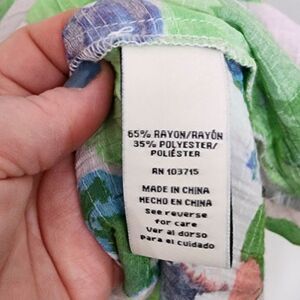 65% RAYON/RAYÓN
35% POLYESTER/
POLIÉSTER
RN 103715
MADE IN CHINA
HECHO EN CHINA
See reverse
for care
Ver al dorso
Para el cuidado